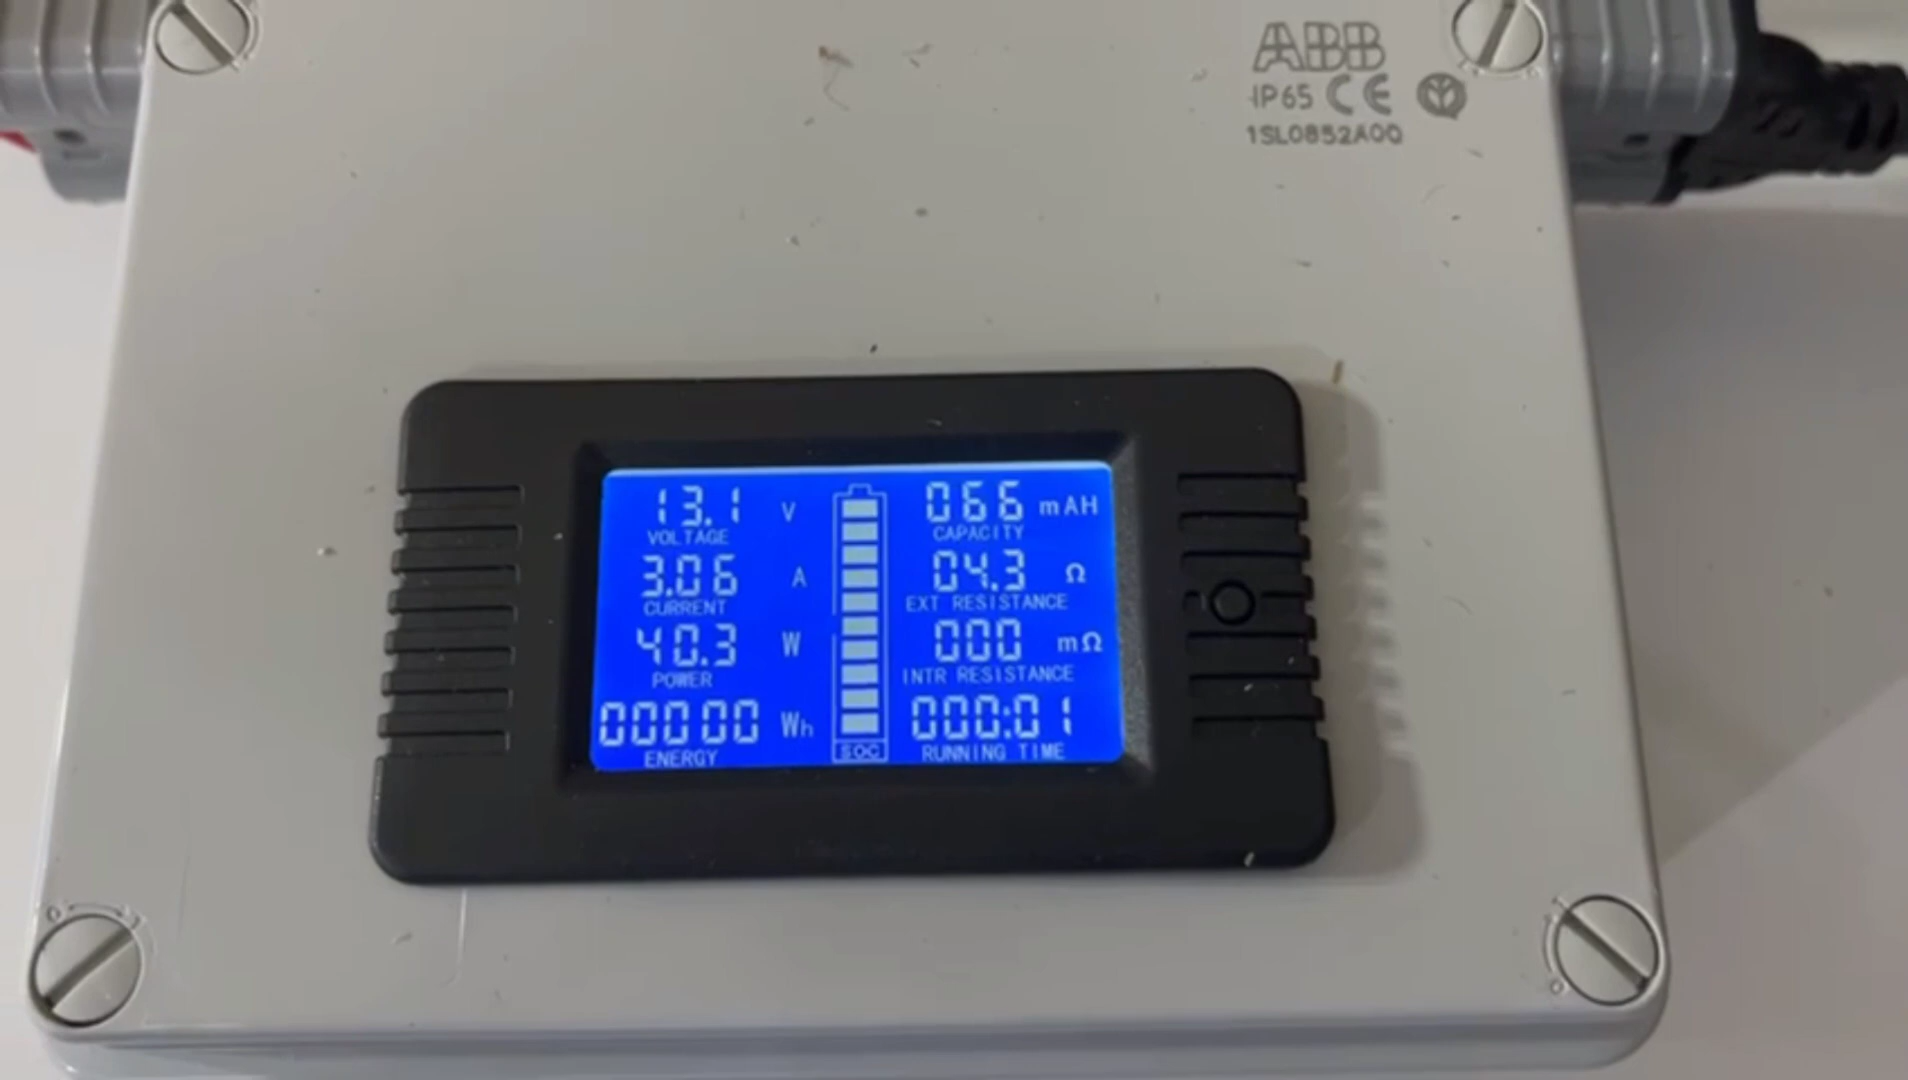 ABB
IP65 CE
1SL0852A00
13.1 V
VOLTAGE
3.06 A
CURRENT
40.3 W
POWER
00000 Wh
ENERGY
SOC
066 mAH
CAPACITY
04.3 Ω
EXT RESISTANCE
000 mΩ
INTR RESISTANCE
000:01
RUNNING TIME